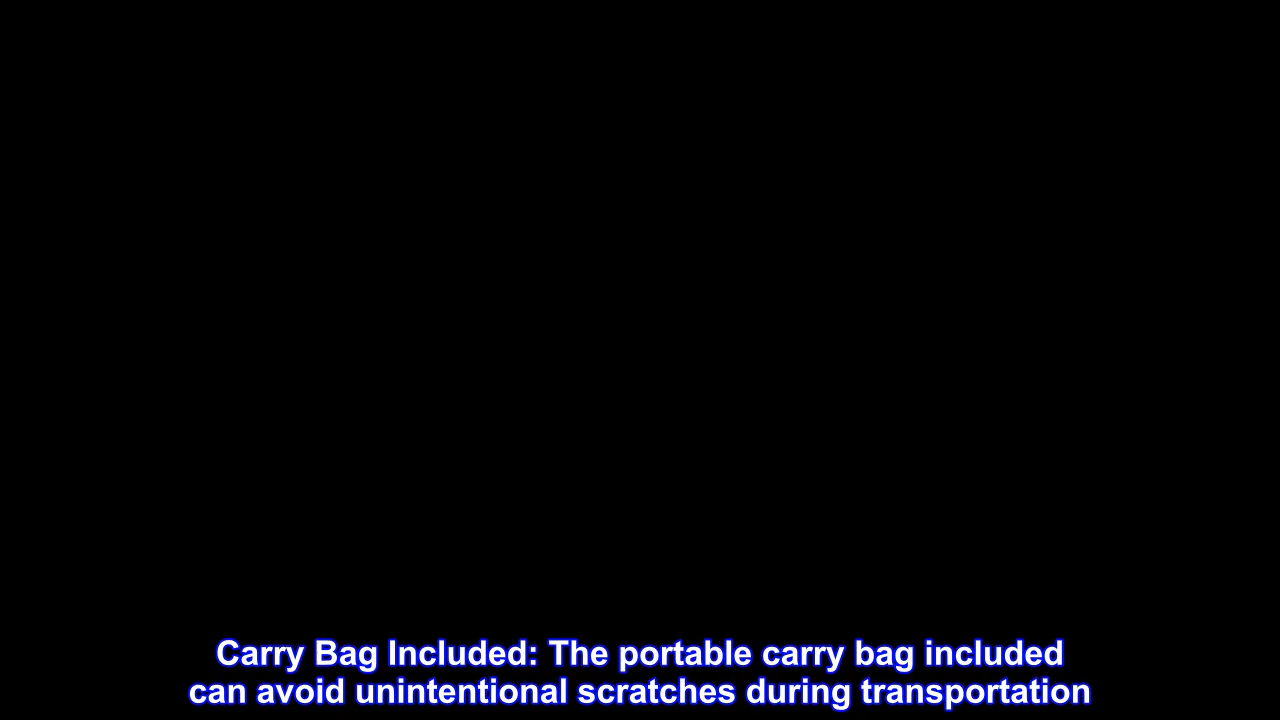 Carry Bag Included: The portable carry bag included
can avoid unintentional scratches during transportation